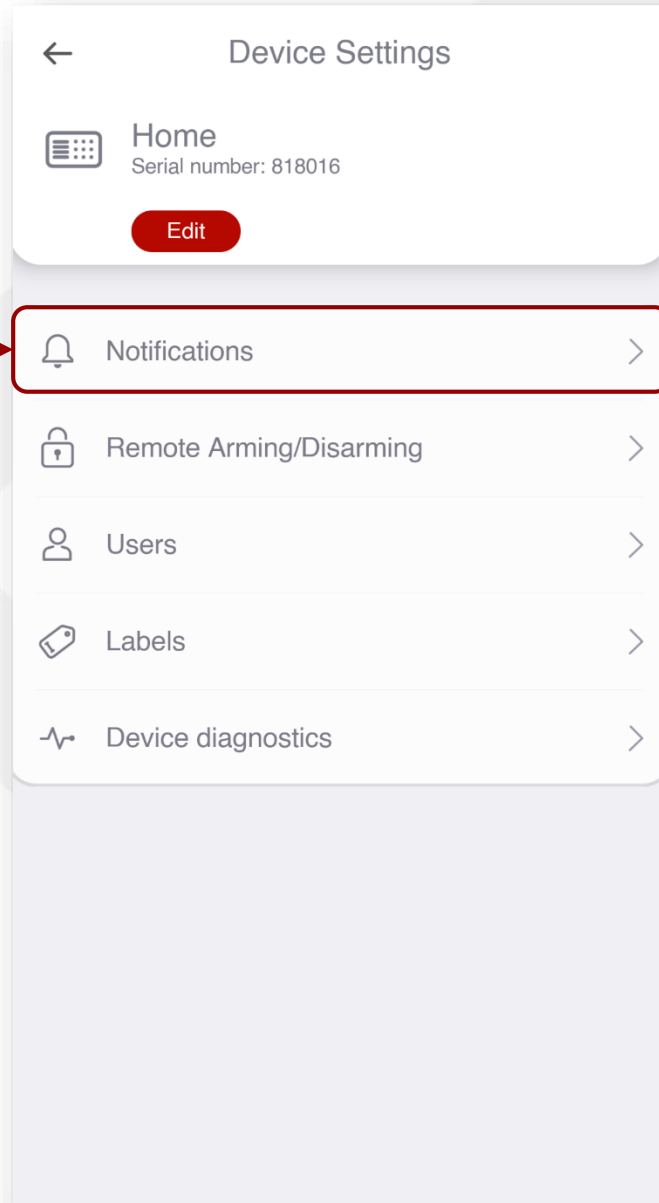 Device Settings
Home
Serial number: 818016
Edit
Notifications
Remote Arming/Disarming
Users
Labels
Device diagnostics